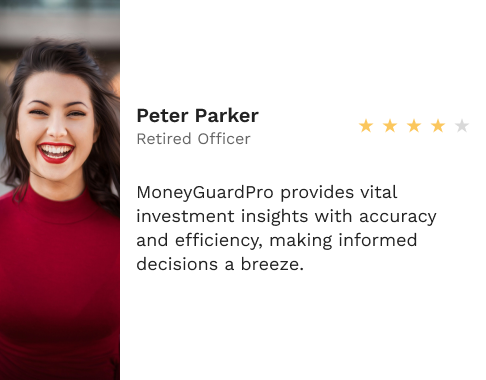 Peter Parker
Retired Officer
MoneyGuardPro provides vital
investment insights with accuracy
and efficiency, making informed
decisions a breeze.